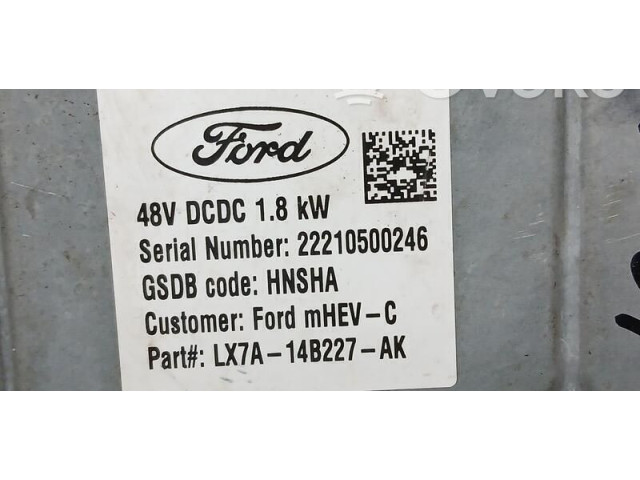 Ford
48V DCDC 1.8 kW
Serial Number: 22210500246
GSDB code: HNSHA
Customer: Ford mHEV-C
Part#: LX7A-14B227-AK